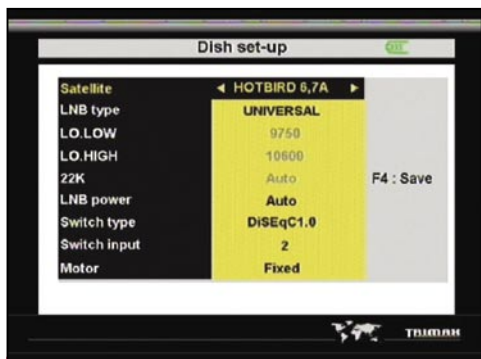 Dish set-up
Satellite ◄ HOTBIRD 6,7A ►
LNB type UNIVERSAL
LO.LOW 9750
LO.HIGH 10600
22K Auto
LNB power Auto
F4 : Save
Switch type DiSEqC1.0
Switch input 2
Motor Fixed
TRIMAX